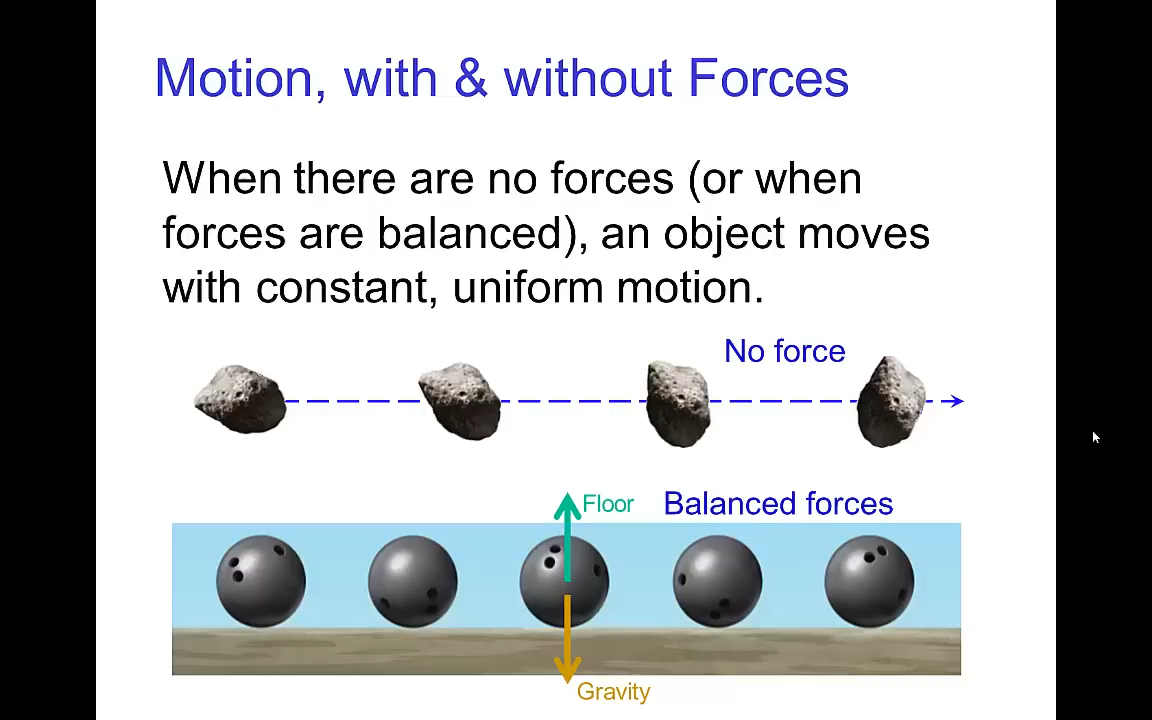 Motion, with & without Forces
When there are no forces (or when
forces are balanced), an object moves
with constant, uniform motion.
No force
Floor
Balanced forces
Gravity